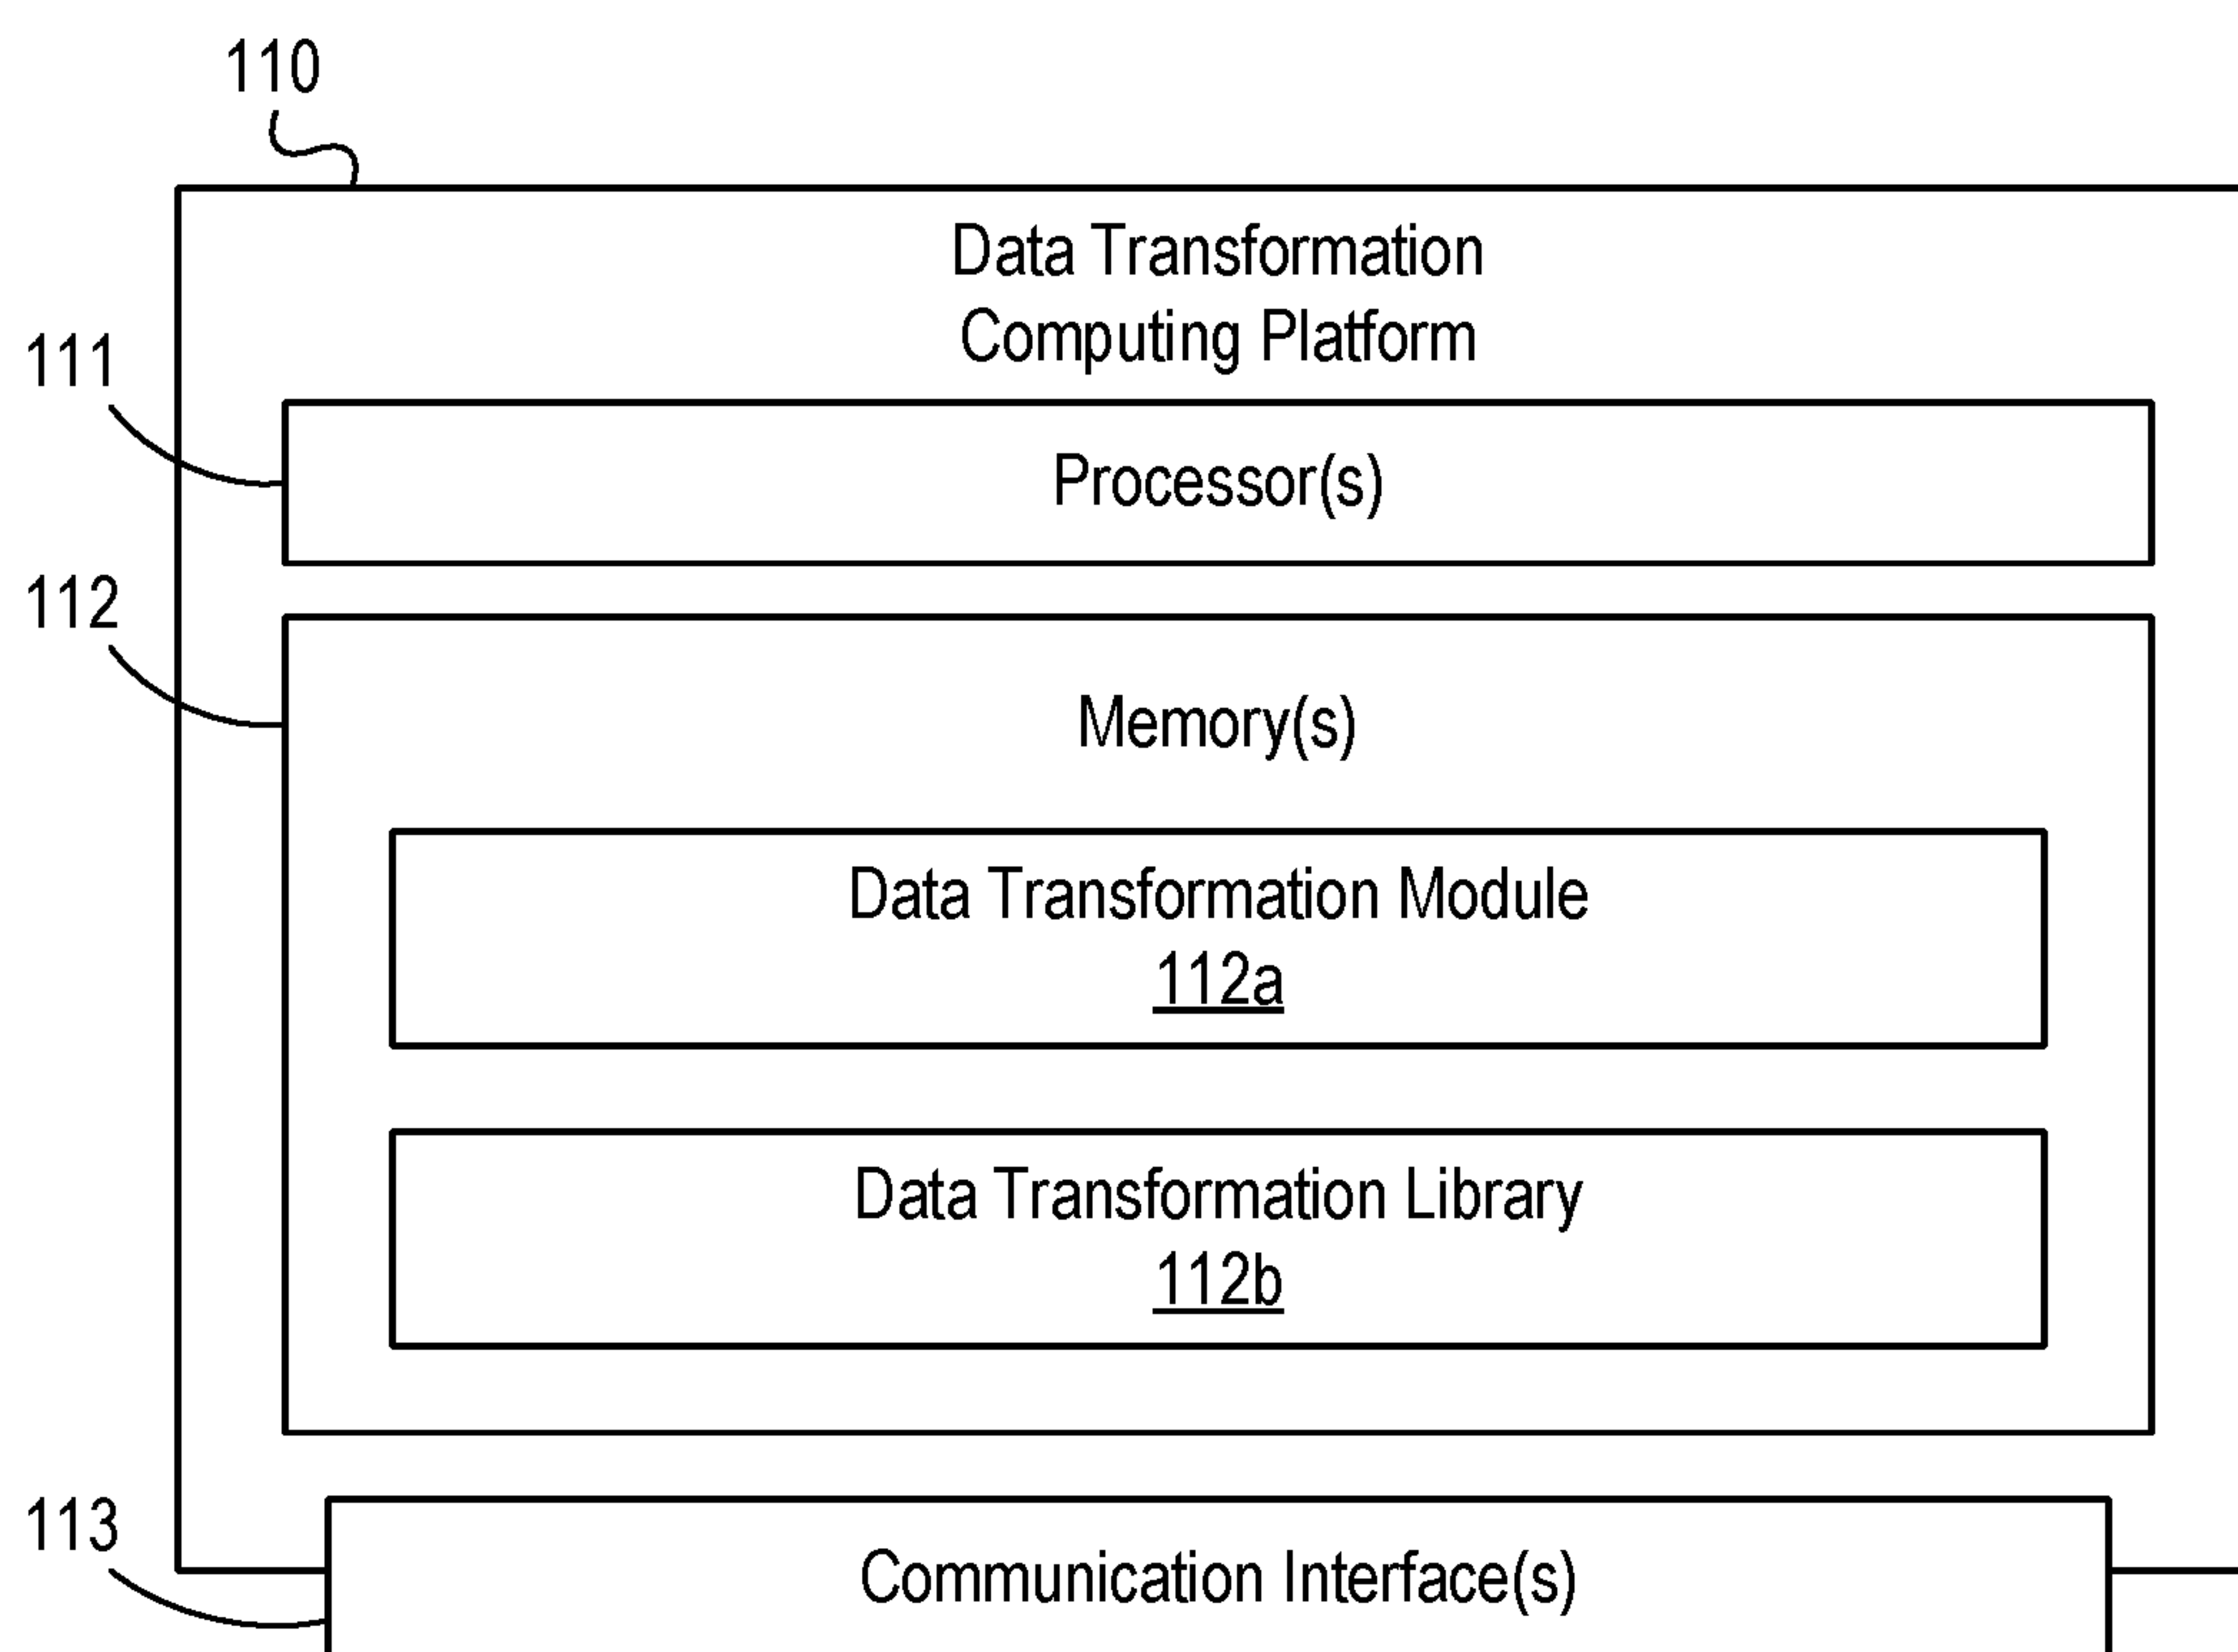 110
Data Transformation
Computing Platform
111
Processor(s)
112
Memory(s)
Data Transformation Module
112a
Data Transformation Library
112b
113
Communication Interface(s)